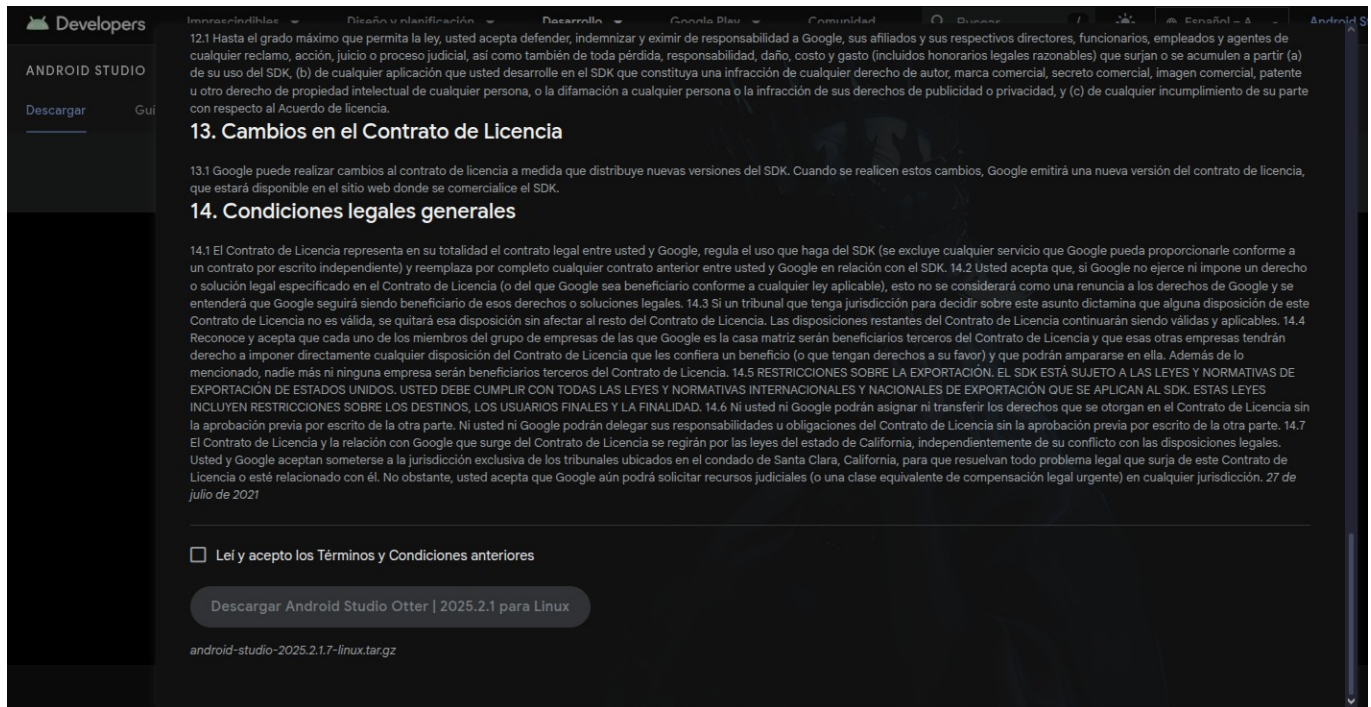 Developers
Imprescindibles
Diseño y planificación
Desarrollo
Google Play
Comunidad
Buscar
/
Español – A
Android S
ANDROID STUDIO
Descargar
Guí
12.1 Hasta el grado máximo que permita la ley, usted acepta defender, indemnizar y eximir de responsabilidad a Google, sus afiliados y sus respectivos directores, funcionarios, empleados y agentes de
cualquier reclamo, acción, juicio o proceso judicial, así como también de toda pérdida, responsabilidad, daño, costo y gasto (incluidos honorarios legales razonables) que surjan o se acumulen a partir (a)
de su uso del SDK, (b) de cualquier aplicación que usted desarrolle en el SDK que constituya una infracción de cualquier derecho de autor, marca comercial, secreto comercial, imagen comercial, patente
u otro derecho de propiedad intelectual de cualquier persona, o la difamación a cualquier persona o la infracción de sus derechos de publicidad o privacidad, y (c) de cualquier incumplimiento de su parte
con respecto al Acuerdo de licencia.
13. Cambios en el Contrato de Licencia
13.1 Google puede realizar cambios al contrato de licencia a medida que distribuye nuevas versiones del SDK. Cuando se realicen estos cambios, Google emitirá una nueva versión del contrato de licencia,
que estará disponible en el sitio web donde se comercialice el SDK.
14. Condiciones legales generales
14.1 El Contrato de Licencia representa en su totalidad el contrato legal entre usted y Google, regula el uso que haga del SDK (se excluye cualquier servicio que Google pueda proporcionarle conforme a
un contrato por escrito independiente) y reemplaza por completo cualquier contrato anterior entre usted y Google en relación con el SDK. 14.2 Usted acepta que, si Google no ejerce ni impone un derecho
o solución legal especificado en el Contrato de Licencia (o del que Google sea beneficiario conforme a cualquier ley aplicable), esto no se considerará como una renuncia a los derechos de Google y se
entenderá que Google seguirá siendo beneficiario de esos derechos o soluciones legales. 14.3 Si un tribunal que tenga jurisdicción para decidir sobre este asunto dictamina que alguna disposición de este
Contrato de Licencia no es válida, se quitará esa disposición sin afectar al resto del Contrato de Licencia. Las disposiciones restantes del Contrato de Licencia continuarán siendo válidas y aplicables. 14.4
Reconoce y acepta que cada uno de los miembros del grupo de empresas de las que Google es la casa matriz serán beneficiarios terceros del Contrato de Licencia y que esas otras empresas tendrán
derecho a imponer directamente cualquier disposición del Contrato de Licencia que les confiera un beneficio (o que tengan derechos a su favor) y que podrán ampararse en ella. Además de lo
mencionado, nadie más ni ninguna empresa serán beneficiarios terceros del Contrato de Licencia. 14.5 RESTRICCIONES SOBRE LA EXPORTACIÓN. EL SDK ESTÁ SUJETO A LAS LEYES Y NORMATIVAS DE
EXPORTACIÓN DE ESTADOS UNIDOS. USTED DEBE CUMPLIR CON TODAS LAS LEYES Y NORMATIVAS INTERNACIONALES Y NACIONALES DE EXPORTACIÓN QUE SE APLICAN AL SDK. ESTAS LEYES
INCLUYEN RESTRICCIONES SOBRE LOS DESTINOS, LOS USUARIOS FINALES Y LA FINALIDAD. 14.6 Ni usted ni Google podrán asignar ni transferir los derechos que se otorgan en el Contrato de Licencia sin
la aprobación previa por escrito de la otra parte. Ni usted ni Google podrán delegar sus responsabilidades u obligaciones del Contrato de Licencia sin la aprobación previa por escrito de la otra parte. 14.7
El Contrato de Licencia y la relación con Google que surge del Contrato de Licencia se regirán por las leyes del estado de California, independientemente de su conflicto con las disposiciones legales.
Usted y Google aceptan someterse a la jurisdicción exclusiva de los tribunales ubicados en el condado de Santa Clara, California, para que resuelvan todo problema legal que surja de este Contrato de
Licencia o esté relacionado con él. No obstante, usted acepta que Google aún podrá solicitar recursos judiciales (o una clase equivalente de compensación legal urgente) en cualquier jurisdicción. 27 de
julio de 2021
Leí y acepto los Términos y Condiciones anteriores
Descargar Android Studio Otter | 2025.2.1 para Linux
android-studio-2025.2.1.7-linux.tar.gz